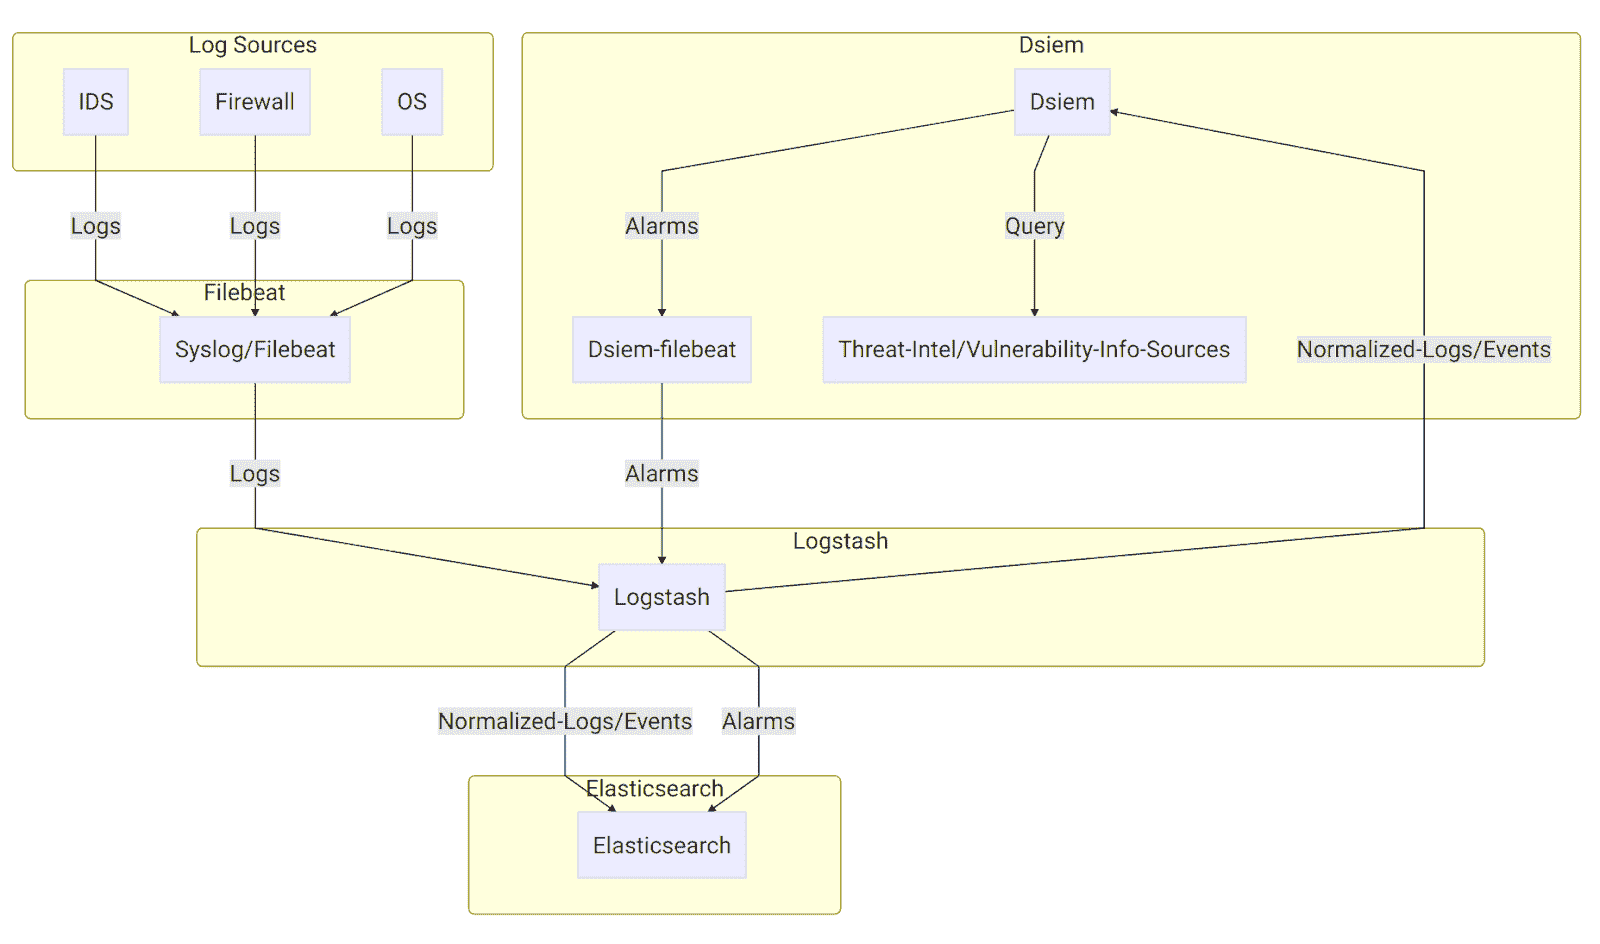 Log Sources
Dsiem
IDS
Firewall
OS
Dsiem
Logs
Logs
Logs
Alarms
Query
Filebeat
Syslog/Filebeat
Dsiem-filebeat
Threat-Intel/Vulnerability-Info-Sources
Normalized-Logs/Events
Logs
Alarms
Logstash
Logstash
Normalized-Logs/Events
Alarms
Elasticsearch
Elasticsearch